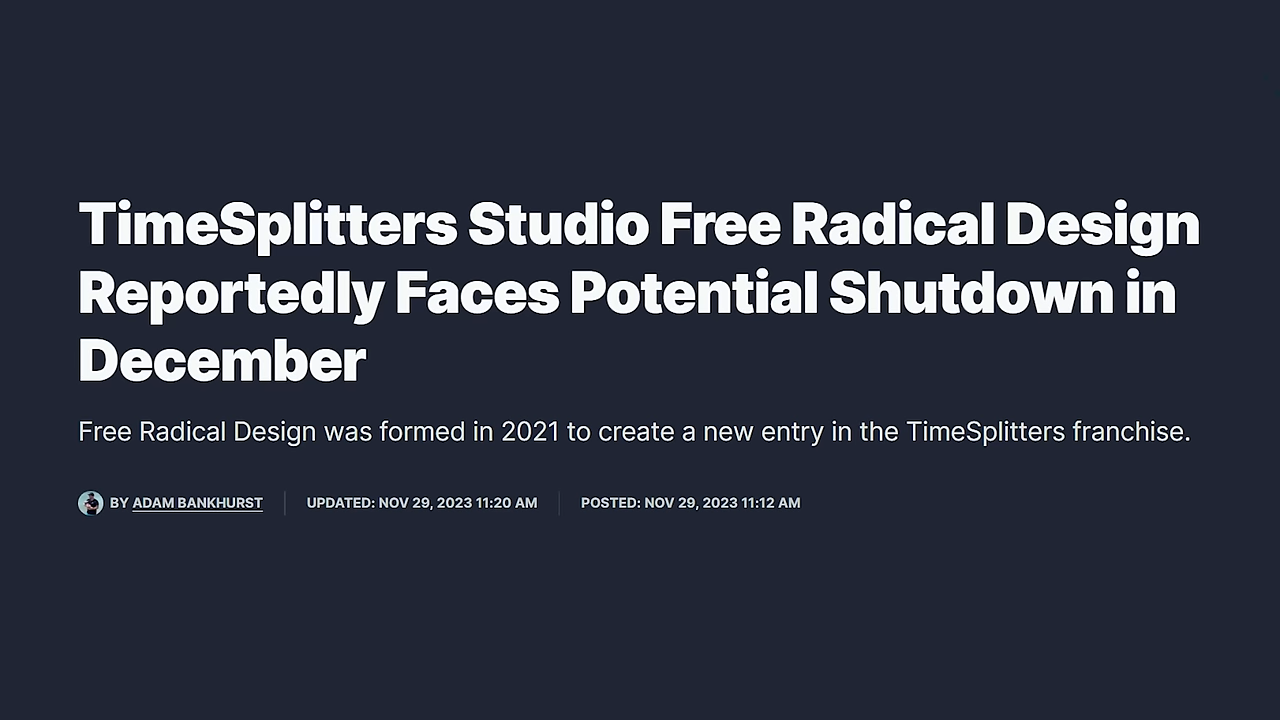 TimeSplitters Studio Free Radical Design
Reportedly Faces Potential Shutdown in
December
Free Radical Design was formed in 2021 to create a new entry in the TimeSplitters franchise.
BY ADAM BANKHURST UPDATED: NOV 29, 2023 11:20 AM POSTED: NOV 29, 2023 11:12 AM